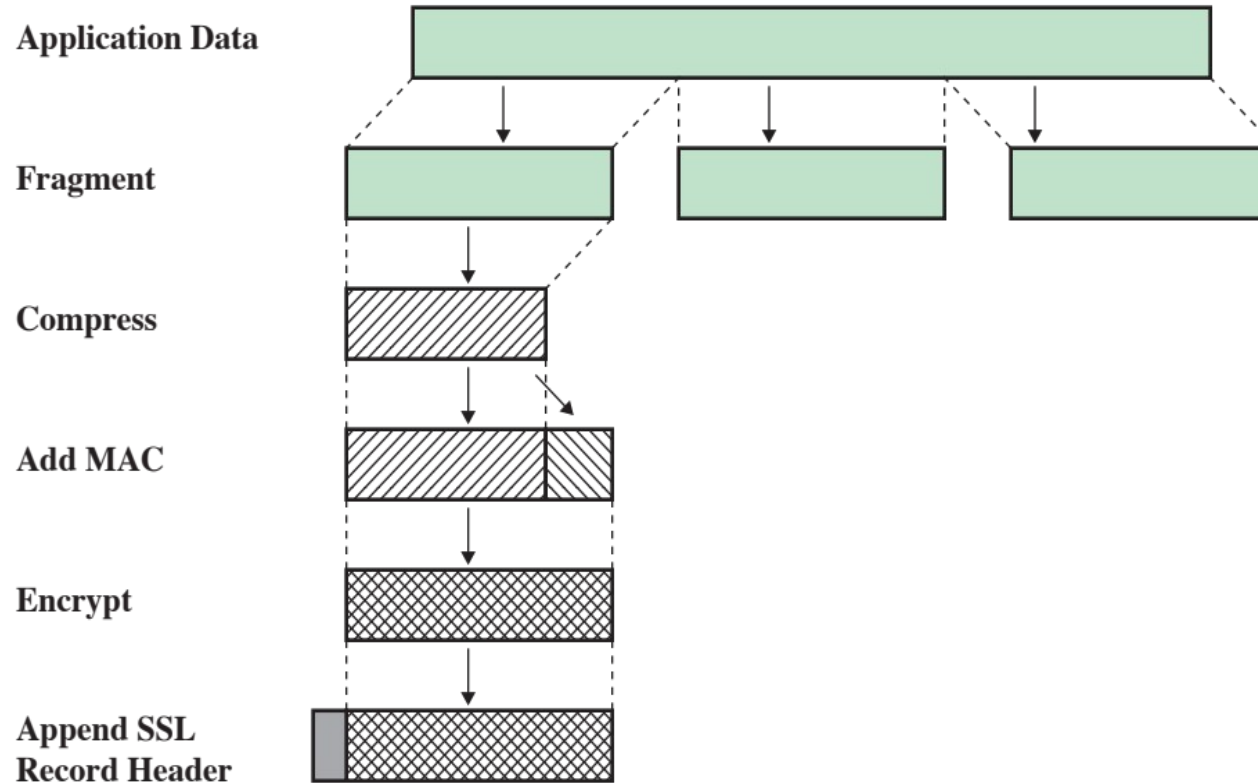 Application Data
Fragment
Compress
Add MAC
Encrypt
Append SSL
Record Header